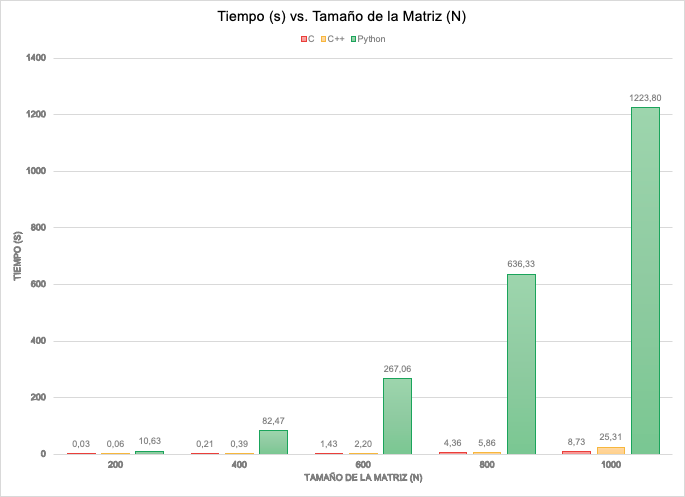 Tiempo (s) vs. Tamaño de la Matriz (N)
C C++ Python
1400
1200
1000
800
600
400
200
0
TIEMPO (S)
0,03 0,06 10,63
0,21 0,39 82,47
1,43 2,20 267,06
4,36 5,86 636,33
8,73 25,31 1223,80
200 400 600 800 1000
TAMAÑO DE LA MATRIZ (N)